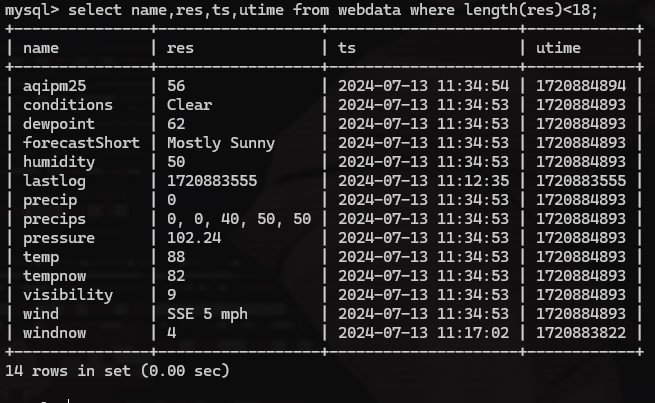 mysql> select name,res,ts,utime from webdata where length(res)<18;
+---------------+------------------+---------------------+------------+
| name          | res              | ts                  | utime      |
+---------------+------------------+---------------------+------------+
| aqipm25       | 56               | 2024-07-13 11:34:54 | 1720884894 |
| conditions    | Clear            | 2024-07-13 11:34:53 | 1720884893 |
| dewpoint      | 62               | 2024-07-13 11:34:53 | 1720884893 |
| forecastShort | Mostly Sunny     | 2024-07-13 11:34:53 | 1720884893 |
| humidity      | 50               | 2024-07-13 11:34:53 | 1720884893 |
| lastlog       | 1720883555       | 2024-07-13 11:12:35 | 1720883555 |
| precip        | 0                | 2024-07-13 11:34:53 | 1720884893 |
| precips       | 0, 0, 40, 50, 50 | 2024-07-13 11:34:53 | 1720884893 |
| pressure      | 102.24           | 2024-07-13 11:34:53 | 1720884893 |
| temp          | 88               | 2024-07-13 11:34:53 | 1720884893 |
| tempnow       | 82               | 2024-07-13 11:34:53 | 1720884893 |
| visibility    | 9                | 2024-07-13 11:34:53 | 1720884893 |
| wind          | SSE 5 mph        | 2024-07-13 11:34:53 | 1720884893 |
| windnow       | 4                | 2024-07-13 11:17:02 | 1720883822 |
+---------------+------------------+---------------------+------------+
14 rows in set (0.00 sec)